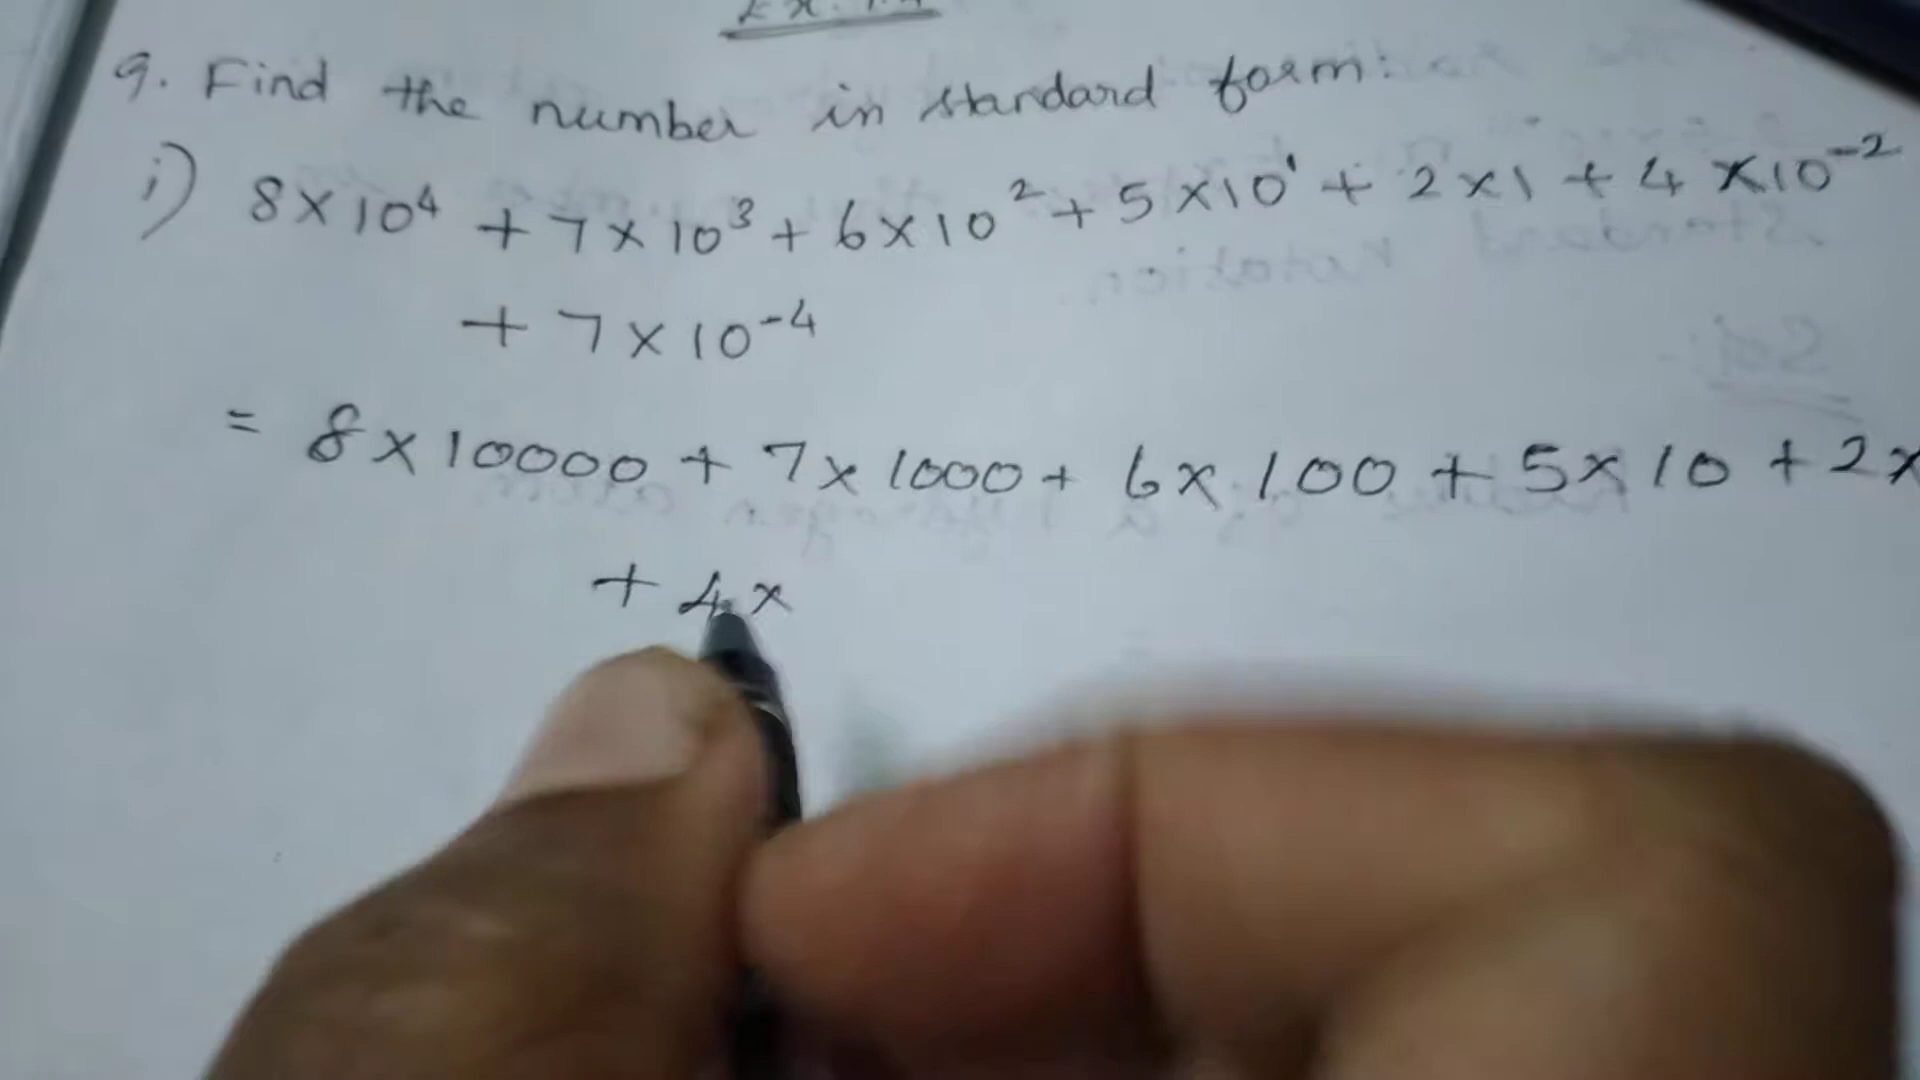 9. Find the number in standard form:
i) 8×10⁴ + 7×10³ + 6×10² + 5×10¹ + 2×1 + 4×10⁻²
+ 7×10⁻⁴
= 8×10000 + 7×1000 + 6×100 + 5×10 + 2×
+ 4×